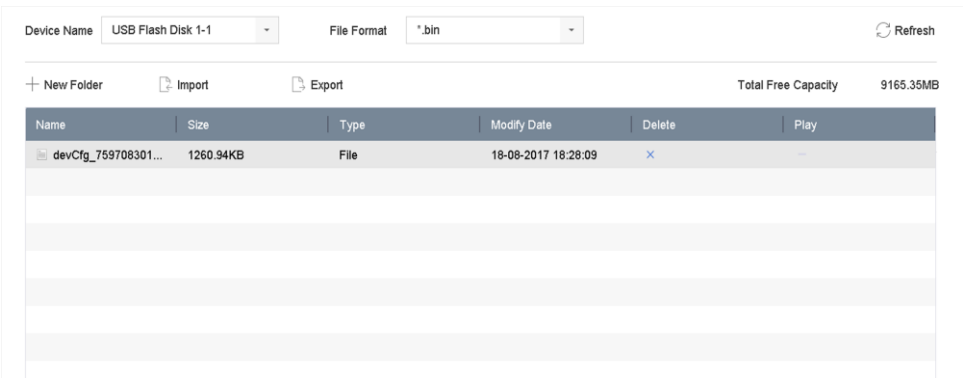 Device Name USB Flash Disk 1-1 File Format *.bin Refresh
New Folder Import Export Total Free Capacity 9165.35MB
Name Size Type Modify Date Delete Play
devCfg_759708301... 1260.94KB File 18-08-2017 18:28:09